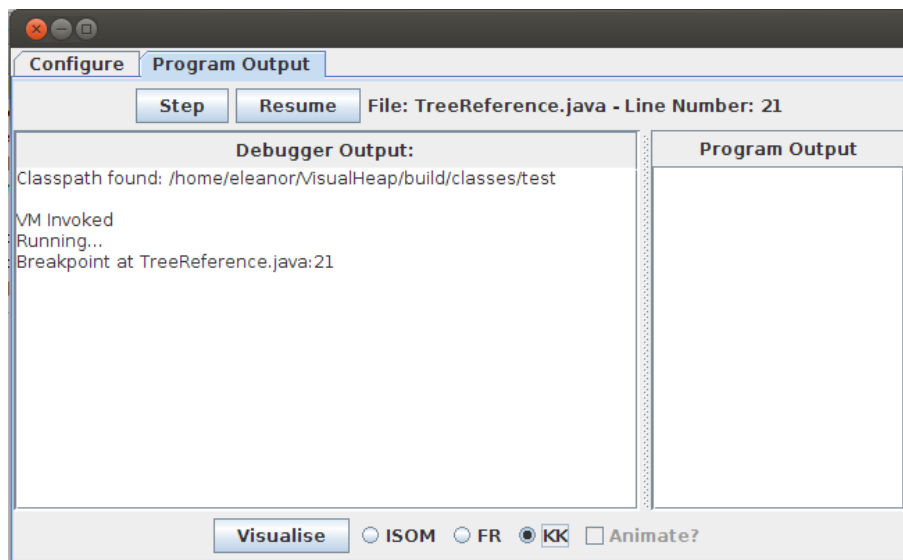 Configure Program Output
Step Resume File: TreeReference.java - Line Number: 21
Debugger Output:
Classpath found: /home/eleanor/VisualHeap/build/classes/test
VM Invoked
Running...
Breakpoint at TreeReference.java:21
Program Output
Visualise ISOM FR KK Animate?